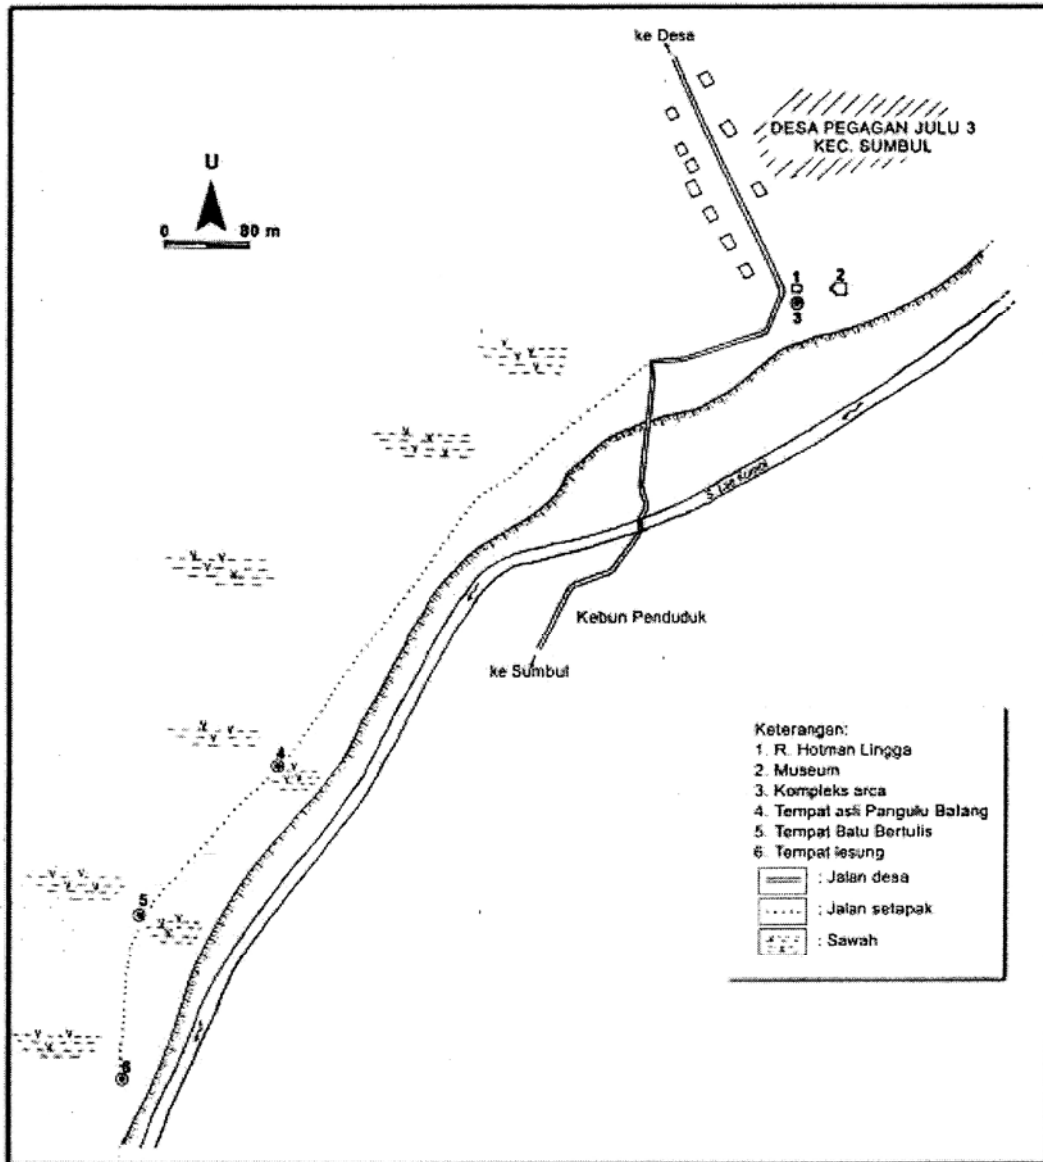 ke Desa
DESA PEGAGAN JULU 3
KEC. SUMBUL
U
0 80 m
1 2
3
S. Lae
Kebun Penduduk
ke Sumbul
4
5
6
Keterangan:
1. R. Hotman Lingga
2. Museum
3. Kompleks arca
4. Tempat asli Pangulu Balang
5. Tempat Batu Bertulis
6. Tempat lesung
: Jalan desa
: Jalan setapak
: Sawah